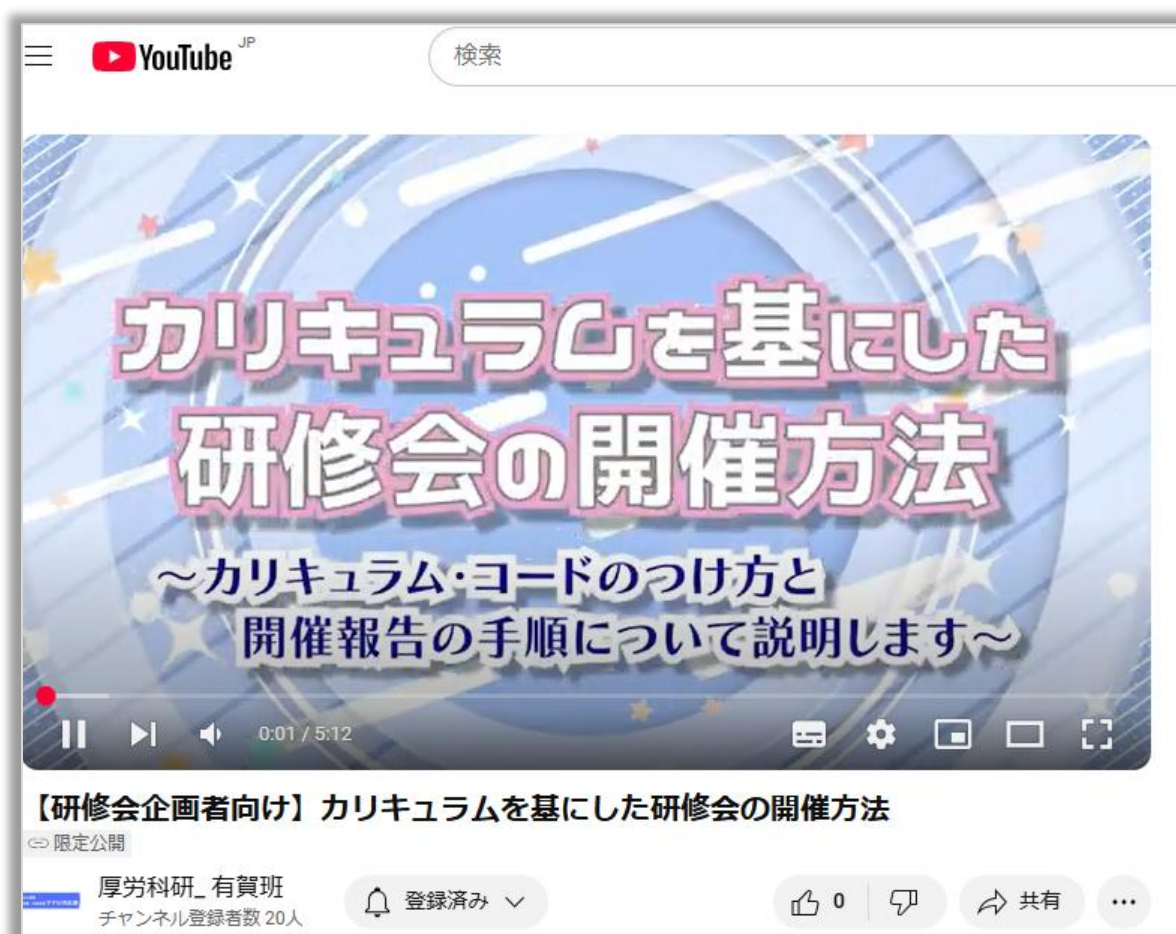 YouTube JP
検索
カリキュラムを基にした
研修会の開催方法
～カリキュラム・コードのつけ方と
開催報告の手順について説明します～
0:01 / 5:12
【研修会企画者向け】カリキュラムを基にした研修会の開催方法
限定公開
厚労科研_有賀班
チャンネル登録者数 20人
登録済み
0
共有